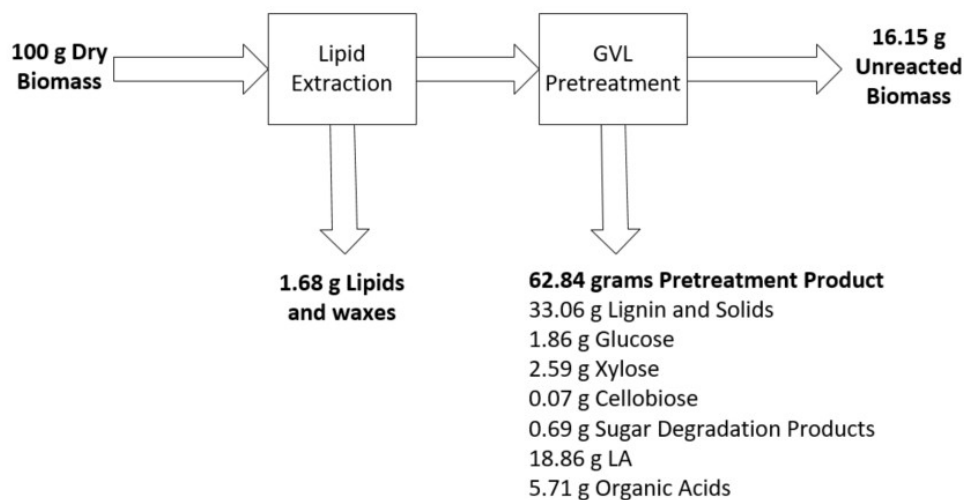 100 g Dry
Biomass
Lipid
Extraction
GVL
Pretreatment
16.15 g
Unreacted
Biomass
1.68 g Lipids
and waxes
62.84 grams Pretreatment Product
33.06 g Lignin and Solids
1.86 g Glucose
2.59 g Xylose
0.07 g Cellobiose
0.69 g Sugar Degradation Products
18.86 g LA
5.71 g Organic Acids